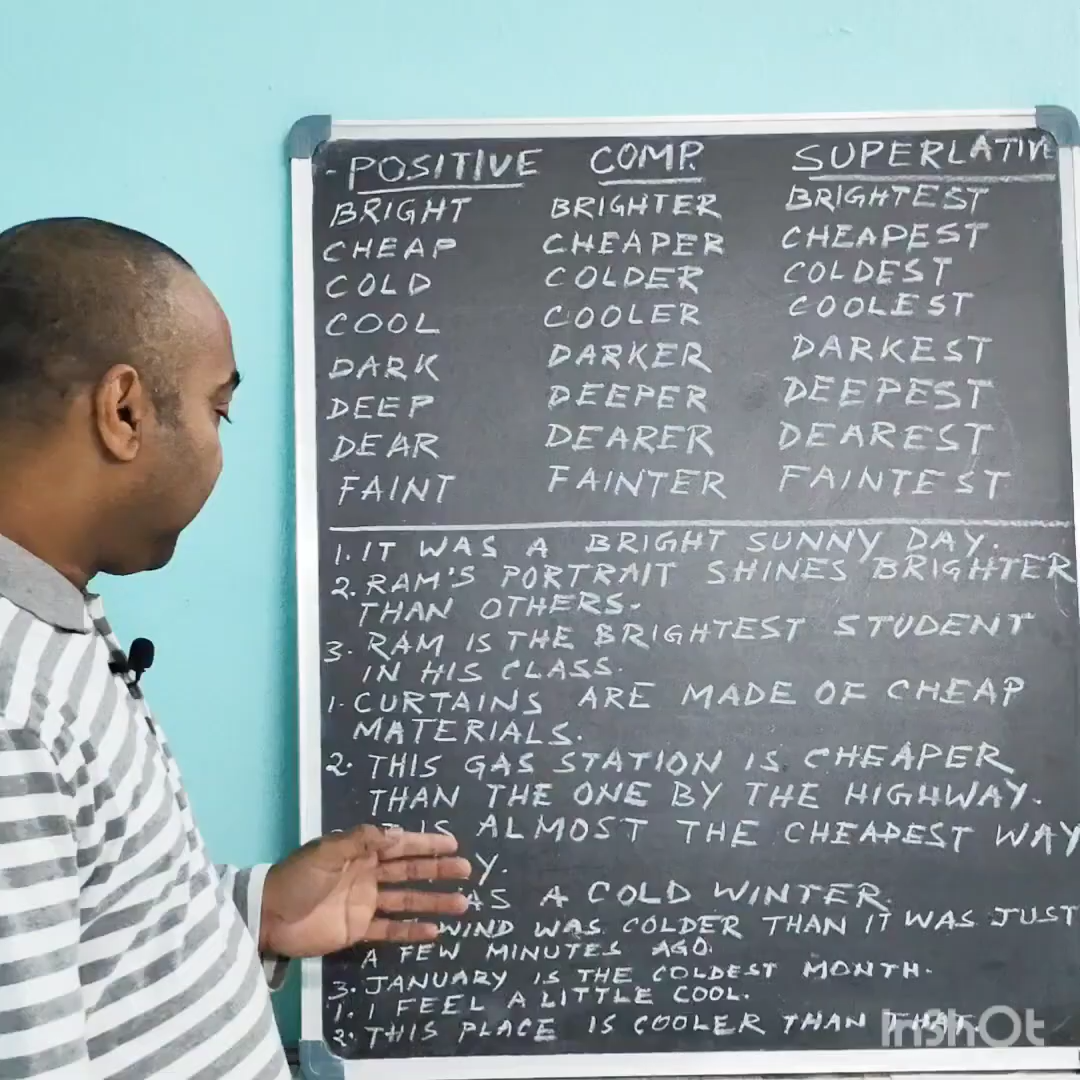 -POSITIVE COMP. SUPERLATIV
BRIGHT BRIGHTER BRIGHTEST
CHEAP CHEAPER CHEAPEST
COLD COLDER COLDEST
COOL COOLER COOLEST
DARK DARKER DARKEST
DEEP DEEPER DEEPEST
DEAR DEARER DEAREST
FAINT FAINTER FAINTEST
1. IT WAS A BRIGHT SUNNY DAY.
2. RAM'S PORTRAIT SHINES BRIGHTER
THAN OTHERS.
3. RAM IS THE BRIGHTEST STUDENT
IN HIS CLASS.
1. CURTAINS ARE MADE OF CHEAP
MATERIALS.
2. THIS GAS STATION IS CHEAPER
THAN THE ONE BY THE HIGHWAY.
IS ALMOST THE CHEAPEST WAY
Y.
AS A COLD WINTER.
WIND WAS COLDER THAN IT WAS JUST
A FEW MINUTES AGO.
3. JANUARY IS THE COLDEST MONTH.
1. I FEEL A LITTLE COOL.
2. THIS PLACE IS COOLER THAN THAT.
InShOt